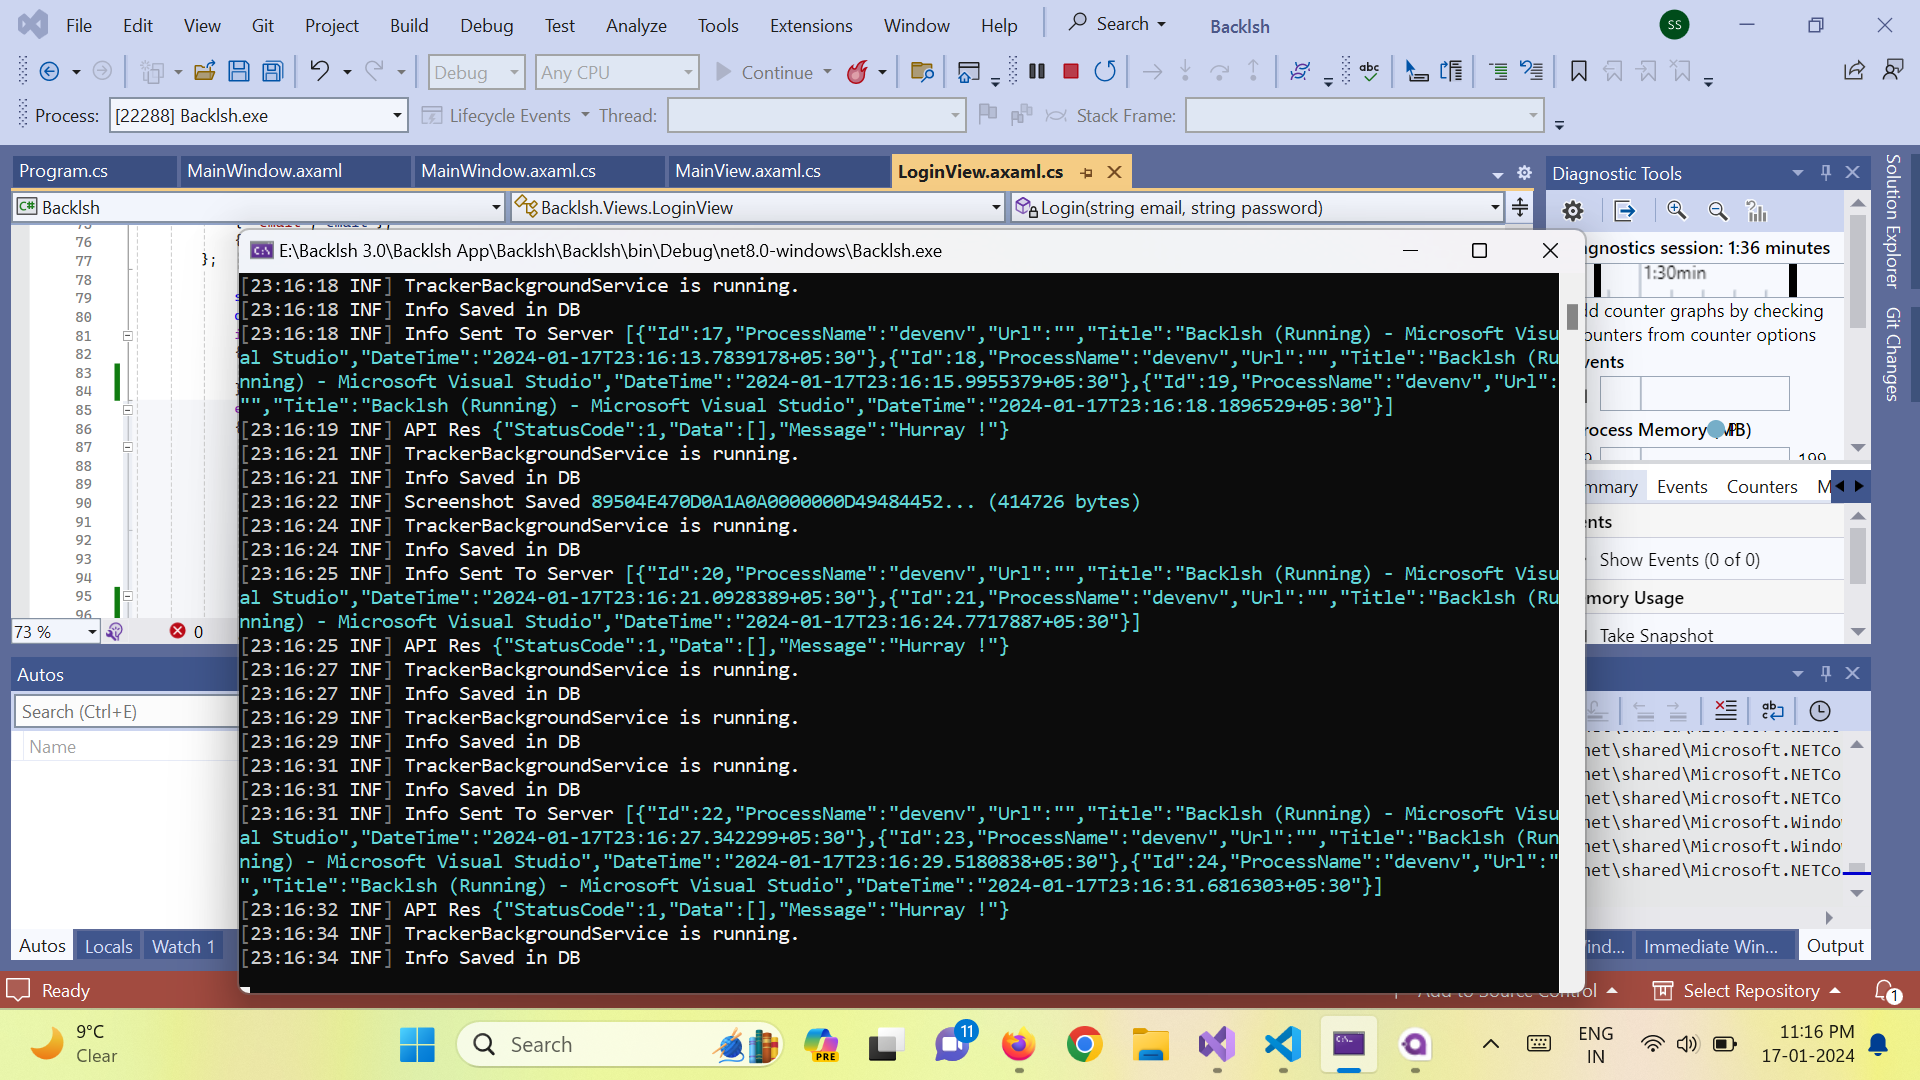 File Edit View Git Project Build Debug Test Analyze Tools Extensions Window Help Search Backlsh SS
Debug Any CPU Continue
Process: [22288] Backlsh.exe Lifecycle Events Thread: Stack Frame:
Program.cs MainWindow.axaml MainWindow.axaml.cs MainView.axaml.cs LoginView.axaml.cs
Backlsh Backlsh.Views.LoginView Login(string email, string password)
76
77 };
78
79
80
81
82
83
84
85
86
87
88
89
90
91
92
93
94
95
96
73 % 0
E:\Backlsh 3.0\Backlsh App\Backlsh\Backlsh\bin\Debug\net8.0-windows\Backlsh.exe
[23:16:18 INF] TrackerBackgroundService is running.
[23:16:18 INF] Info Saved in DB
[23:16:18 INF] Info Sent To Server [{"Id":17,"ProcessName":"devenv","Url":"","Title":"Backlsh (Running) - Microsoft Visu
al Studio","DateTime":"2024-01-17T23:16:13.7839178+05:30"},{"Id":18,"ProcessName":"devenv","Url":"","Title":"Backlsh (Ru
nning) - Microsoft Visual Studio","DateTime":"2024-01-17T23:16:15.9955379+05:30"},{"Id":19,"ProcessName":"devenv","Url":
"","Title":"Backlsh (Running) - Microsoft Visual Studio","DateTime":"2024-01-17T23:16:18.1896529+05:30"}]
[23:16:19 INF] API Res {"StatusCode":1,"Data":[],"Message":"Hurray !"}
[23:16:21 INF] TrackerBackgroundService is running.
[23:16:21 INF] Info Saved in DB
[23:16:22 INF] Screenshot Saved 89504E470D0A1A0A0000000D49484452... (414726 bytes)
[23:16:24 INF] TrackerBackgroundService is running.
[23:16:24 INF] Info Saved in DB
[23:16:25 INF] Info Sent To Server [{"Id":20,"ProcessName":"devenv","Url":"","Title":"Backlsh (Running) - Microsoft Visu
al Studio","DateTime":"2024-01-17T23:16:21.0928389+05:30"},{"Id":21,"ProcessName":"devenv","Url":"","Title":"Backlsh (Ru
nning) - Microsoft Visual Studio","DateTime":"2024-01-17T23:16:24.7717887+05:30"}]
[23:16:25 INF] API Res {"StatusCode":1,"Data":[],"Message":"Hurray !"}
[23:16:27 INF] TrackerBackgroundService is running.
[23:16:27 INF] Info Saved in DB
[23:16:29 INF] TrackerBackgroundService is running.
[23:16:29 INF] Info Saved in DB
[23:16:31 INF] TrackerBackgroundService is running.
[23:16:31 INF] Info Saved in DB
[23:16:31 INF] Info Sent To Server [{"Id":22,"ProcessName":"devenv","Url":"","Title":"Backlsh (Running) - Microsoft Visu
al Studio","DateTime":"2024-01-17T23:16:27.342299+05:30"},{"Id":23,"ProcessName":"devenv","Url":"","Title":"Backlsh (Run
ning) - Microsoft Visual Studio","DateTime":"2024-01-17T23:16:29.5180838+05:30"},{"Id":24,"ProcessName":"devenv","Url":"
","Title":"Backlsh (Running) - Microsoft Visual Studio","DateTime":"2024-01-17T23:16:31.6816303+05:30"}]
[23:16:32 INF] API Res {"StatusCode":1,"Data":[],"Message":"Hurray !"}
[23:16:34 INF] TrackerBackgroundService is running.
[23:16:34 INF] Info Saved in DB
Diagnostic Tools
gnostics session: 1:36 minutes
1:30min
dd counter graphs by checking
ounters from counter options
vents
rocess Memory (MB)
199
mmary Events Counters M
ents
Show Events (0 of 0)
mory Usage
Take Snapshot
Solution Explorer
Git Changes
Autos
Search (Ctrl+E)
Name
Autos Locals Watch 1
net\shared\Microsoft.NETCo
net\shared\Microsoft.NETCo
net\shared\Microsoft.NETCo
net\shared\Microsoft.Windo
net\shared\Microsoft.Windo
net\shared\Microsoft.NETCo
ind... Immediate Win... Output
Ready Add to Source Control Select Repository 1
9°C
Clear
Search
PRE
11
ENG
IN
11:16 PM
17-01-2024